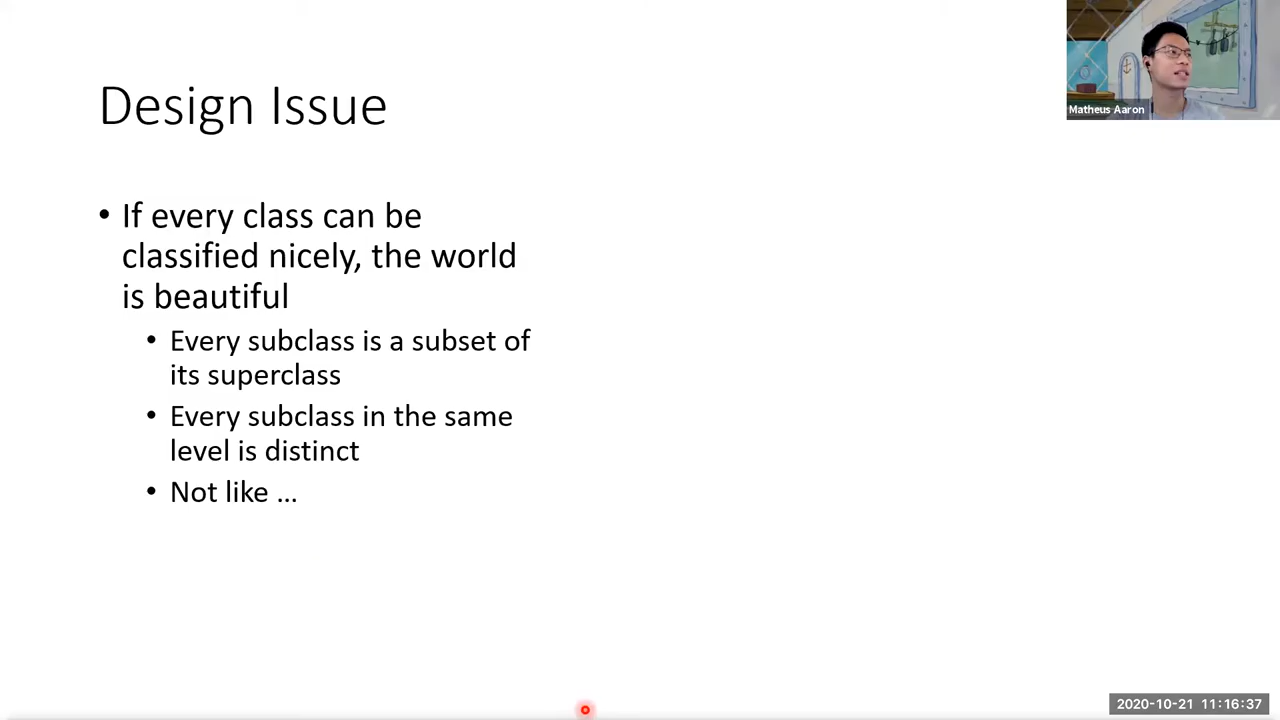 Design Issue
• If every class can be
classified nicely, the world
is beautiful
• Every subclass is a subset of
its superclass
• Every subclass in the same
level is distinct
• Not like ...
Matheus Aaron
2020-10-21 11:16:37